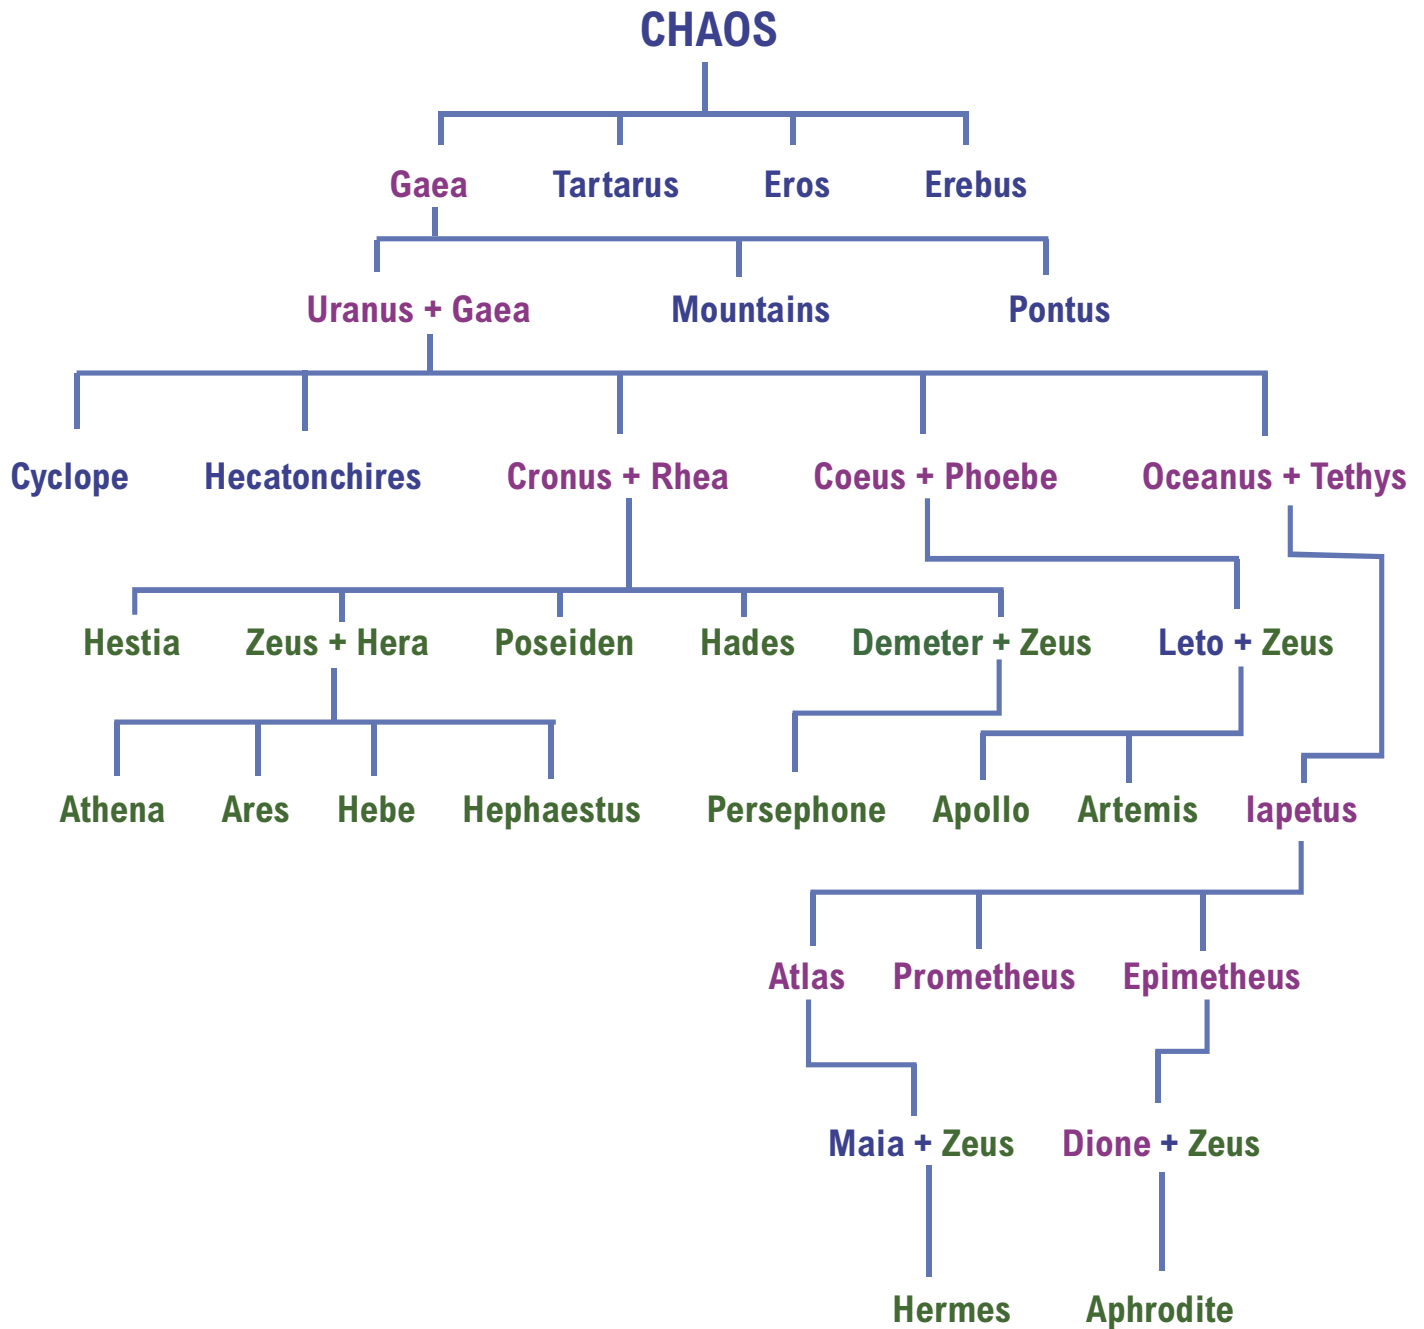 CHAOS
Gaea Tartarus Eros Erebus
Uranus + Gaea Mountains Pontus
Cyclope Hecatonchires Cronus + Rhea Coeus + Phoebe Oceanus + Tethys
Hestia Zeus + Hera Poseiden Hades Demeter + Zeus Leto + Zeus
Athena Ares Hebe Hephaestus Persephone Apollo Artemis Iapetus
Atlas Prometheus Epimetheus
Maia + Zeus Dione + Zeus
Hermes Aphrodite